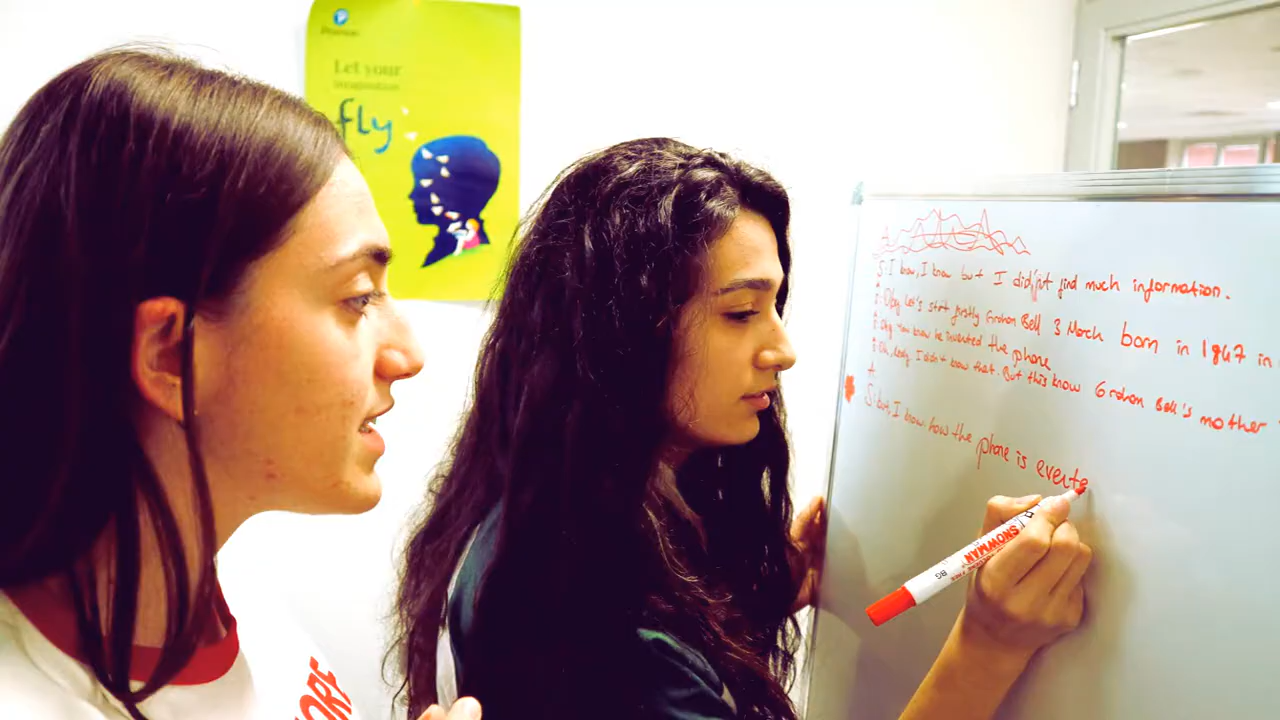 Pearson
Let your
imagination
fly
S: I know, I know but I didn't find much information.
Okay let's start firstly Graham Bell 3 March born in 1847 in
Okay. You know he invented the phone
Oh, really I didn't know that. But this know Graham Bell's mother
A
S: but, I know how the phone is evente
SNOWMAN
BG
ORE